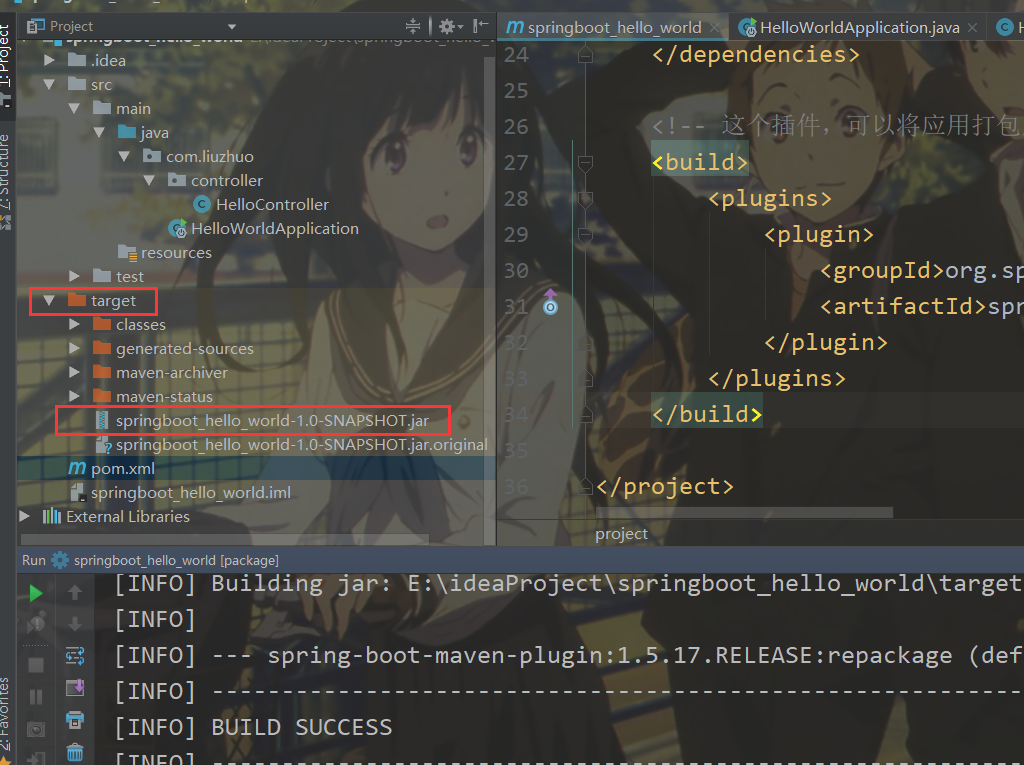 Project
springboot_hello_world
HelloWorldApplication.java
1: Project
7: Structure
2: Favorites
.idea
src
main
java
com.liuzhuo
controller
HelloController
HelloWorldApplication
resources
test
target
classes
generated-sources
maven-archiver
maven-status
springboot_hello_world-1.0-SNAPSHOT.jar
springboot_hello_world-1.0-SNAPSHOT.jar.original
pom.xml
springboot_hello_world.iml
External Libraries
24 </dependencies>
25
26 <!-- 这个插件，可以将应用打包
27 <build>
28 <plugins>
29 <plugin>
30 <groupId>org.sp
31 <artifactId>spr
32 </plugin>
33 </plugins>
34 </build>
35
36 </project>
project
Run springboot_hello_world [package]
[INFO] Building jar: E:\ideaProject\springboot_hello_world\target
[INFO]
[INFO] --- spring-boot-maven-plugin:1.5.17.RELEASE:repackage (def
[INFO] ------------------------------------------------------------
[INFO] BUILD SUCCESS
[INFO] ------------------------------------------------------------